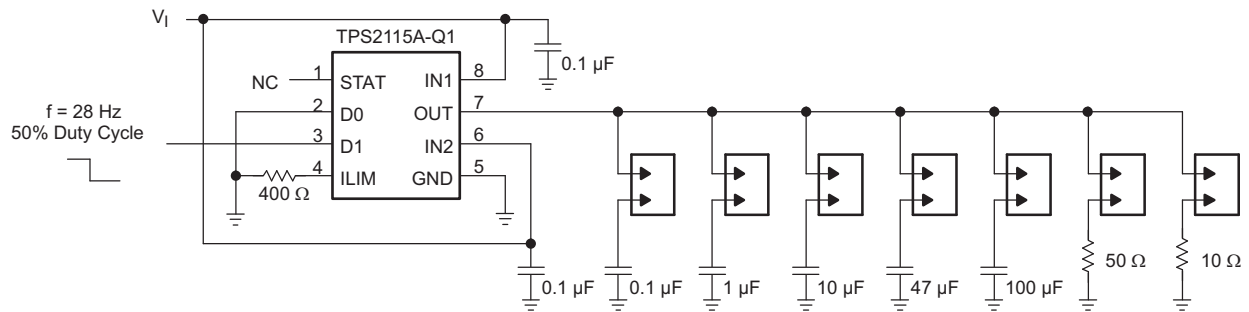 VI
TPS2115A-Q1
0.1 µF
NC
1 STAT IN1 8
f = 28 Hz
50% Duty Cycle
2 D0 OUT 7
3 D1 IN2 6
4 ILIM GND 5
400 Ω
0.1 µF 0.1 µF 1 µF 10 µF 47 µF 100 µF 50 Ω 10 Ω